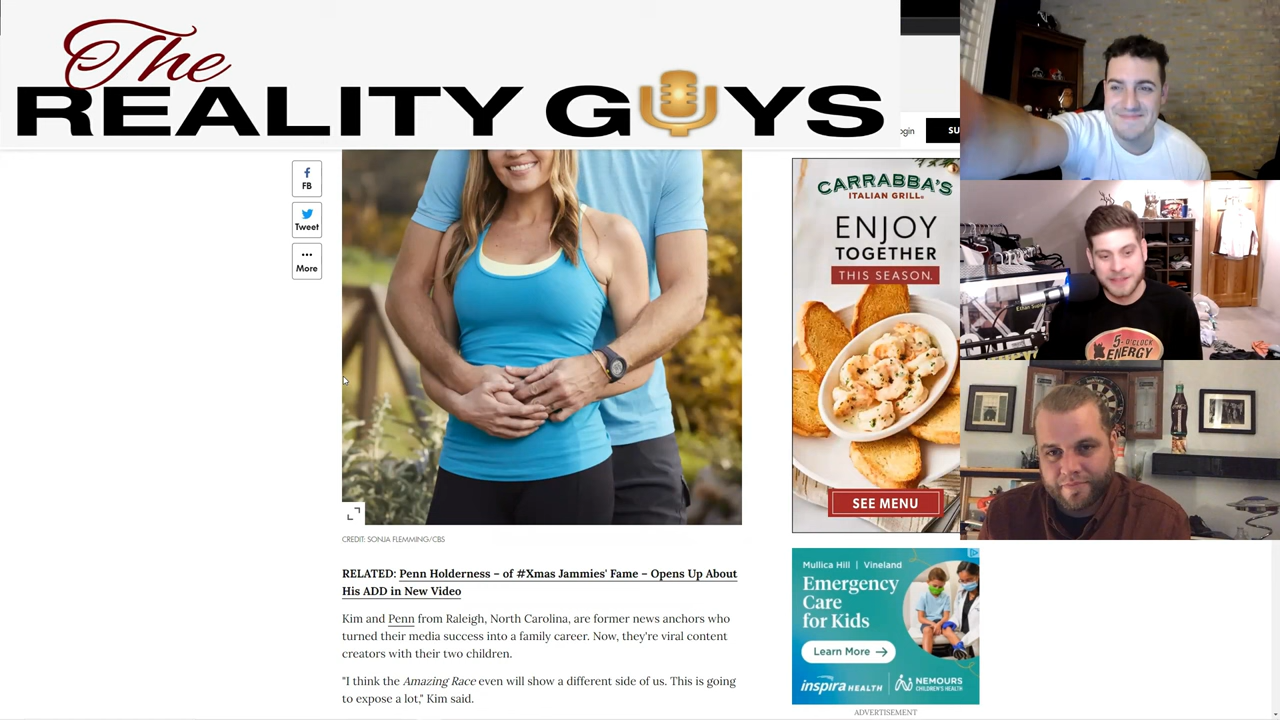 The
REALITY GUYS
ogin
SU
FB
Tweet
More
CARRABBA'S
ITALIAN GRILL®
ENJOY
TOGETHER
THIS SEASON.
SEE MENU
5-O'CLOCK
ENERGY
CREDIT: SONJA FLEMMING/CBS
RELATED: Penn Holderness – of #Xmas Jammies' Fame – Opens Up About
His ADD in New Video
Kim and Penn from Raleigh, North Carolina, are former news anchors who
turned their media success into a family career. Now, they're viral content
creators with their two children.
"I think the Amazing Race even will show a different side of us. This is going
to expose a lot," Kim said.
Mullica Hill | Vineland
Emergency
Care
for Kids
Learn More →
inspira HEALTH
NEMOURS
CHILDREN'S HEALTH
ADVERTISEMENT